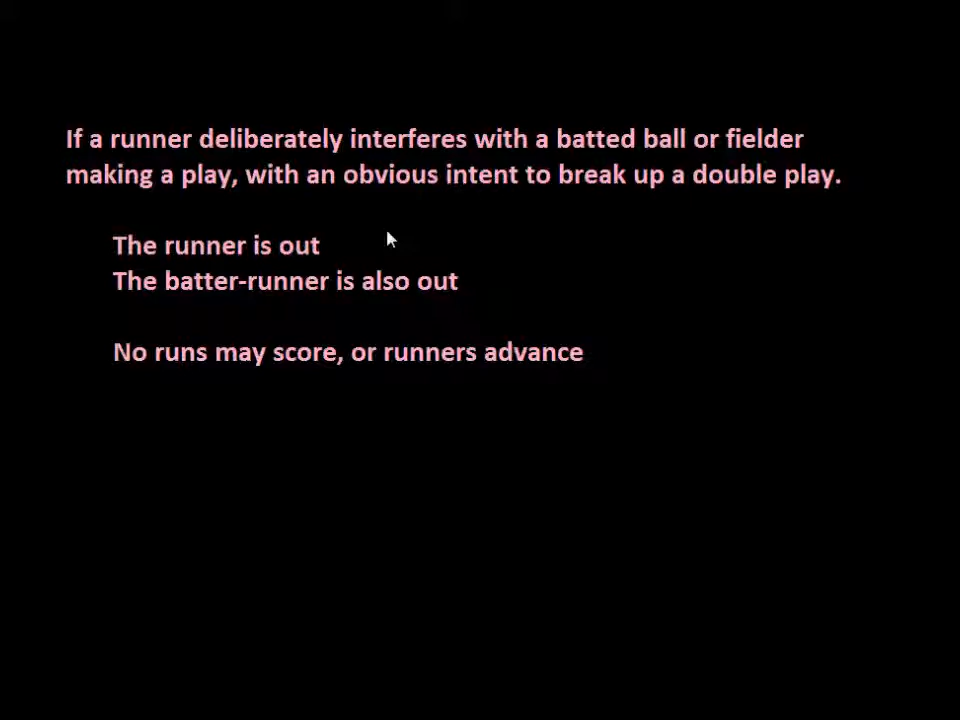 If a runner deliberately interferes with a batted ball or fielder
making a play, with an obvious intent to break up a double play.
The runner is out
The batter-runner is also out
No runs may score, or runners advance